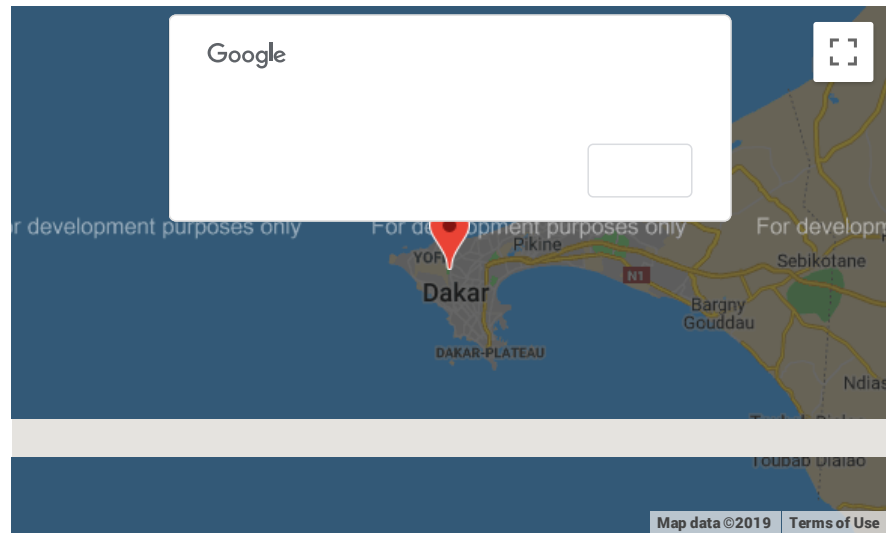 Google
For development purposes only
For development purposes only
For developm
Pikine
YOFF
Sebikotane
N1
Dakar
Bargny
Gouddau
DAKAR-PLATEAU
Ndias
Toubab Dialao
Map data ©2019
Terms of Use